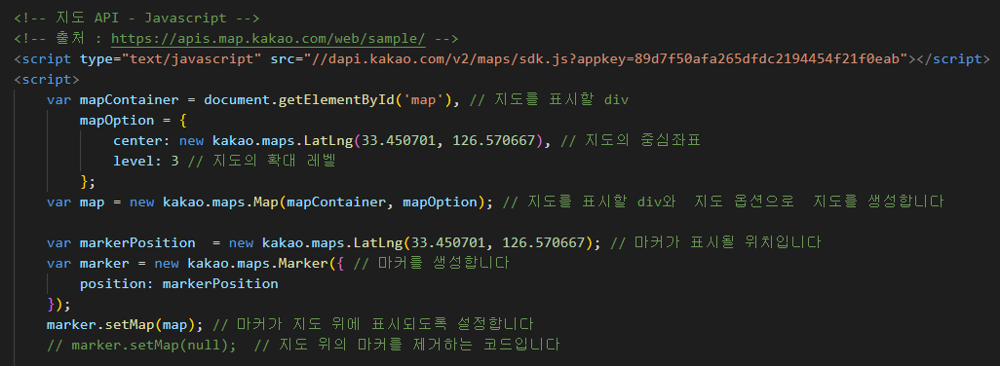 <!-- 지도 API - Javascript -->
<!-- 출처 : https://apis.map.kakao.com/web/sample/ -->
<script type="text/javascript" src="//dapi.kakao.com/v2/maps/sdk.js?appkey=89d7f50afa265dfdc2194454f21f0eab"></script>
<script>
    var mapContainer = document.getElementById('map'), // 지도를 표시할 div
        mapOption = {
            center: new kakao.maps.LatLng(33.450701, 126.570667), // 지도의 중심좌표
            level: 3 // 지도의 확대 레벨
        };
    var map = new kakao.maps.Map(mapContainer, mapOption); // 지도를 표시할 div와  지도 옵션으로  지도를 생성합니다
    var markerPosition  = new kakao.maps.LatLng(33.450701, 126.570667); // 마커가 표시될 위치입니다
    var marker = new kakao.maps.Marker({ // 마커를 생성합니다
        position: markerPosition
    });
    marker.setMap(map); // 마커가 지도 위에 표시되도록 설정합니다
    // marker.setMap(null);  // 지도 위의 마커를 제거하는 코드입니다